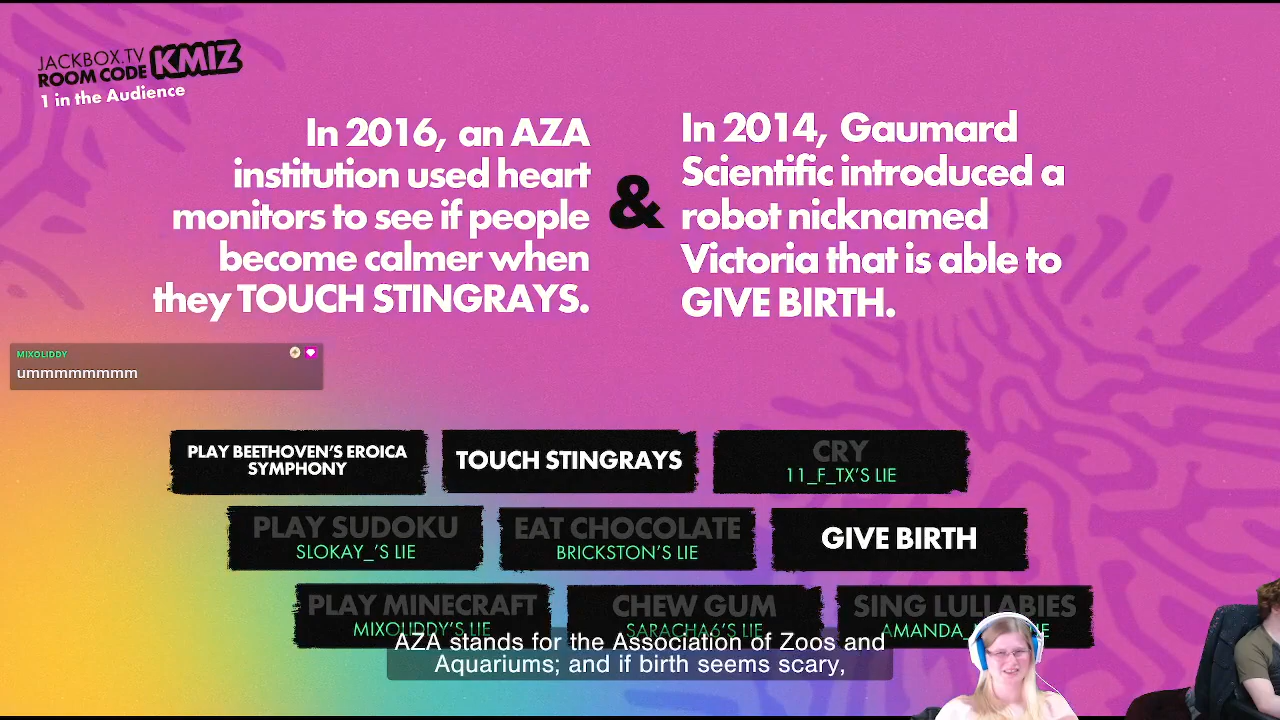 JACKBOX.TV
ROOM CODE KMIZ
1 in the Audience
In 2016, an AZA
institution used heart
monitors to see if people
become calmer when
they TOUCH STINGRAYS.
&
In 2014, Gaumard
Scientific introduced a
robot nicknamed
Victoria that is able to
GIVE BIRTH.
MIXOLIDDY
ummmmmmmm
PLAY BEETHOVEN'S EROICA
SYMPHONY
TOUCH STINGRAYS
CRY
11_F_TX'S LIE
PLAY SUDOKU
SLOKAY_'S LIE
EAT CHOCOLATE
BRICKSTON'S LIE
GIVE BIRTH
PLAY MINECRAFT
MIXOLIDDY'S LIE
CHEW GUM
SARACHA6'S LIE
SING LULLABIES
AZA stands for the Association of Zoos and
Aquariums; and if birth seems scary,